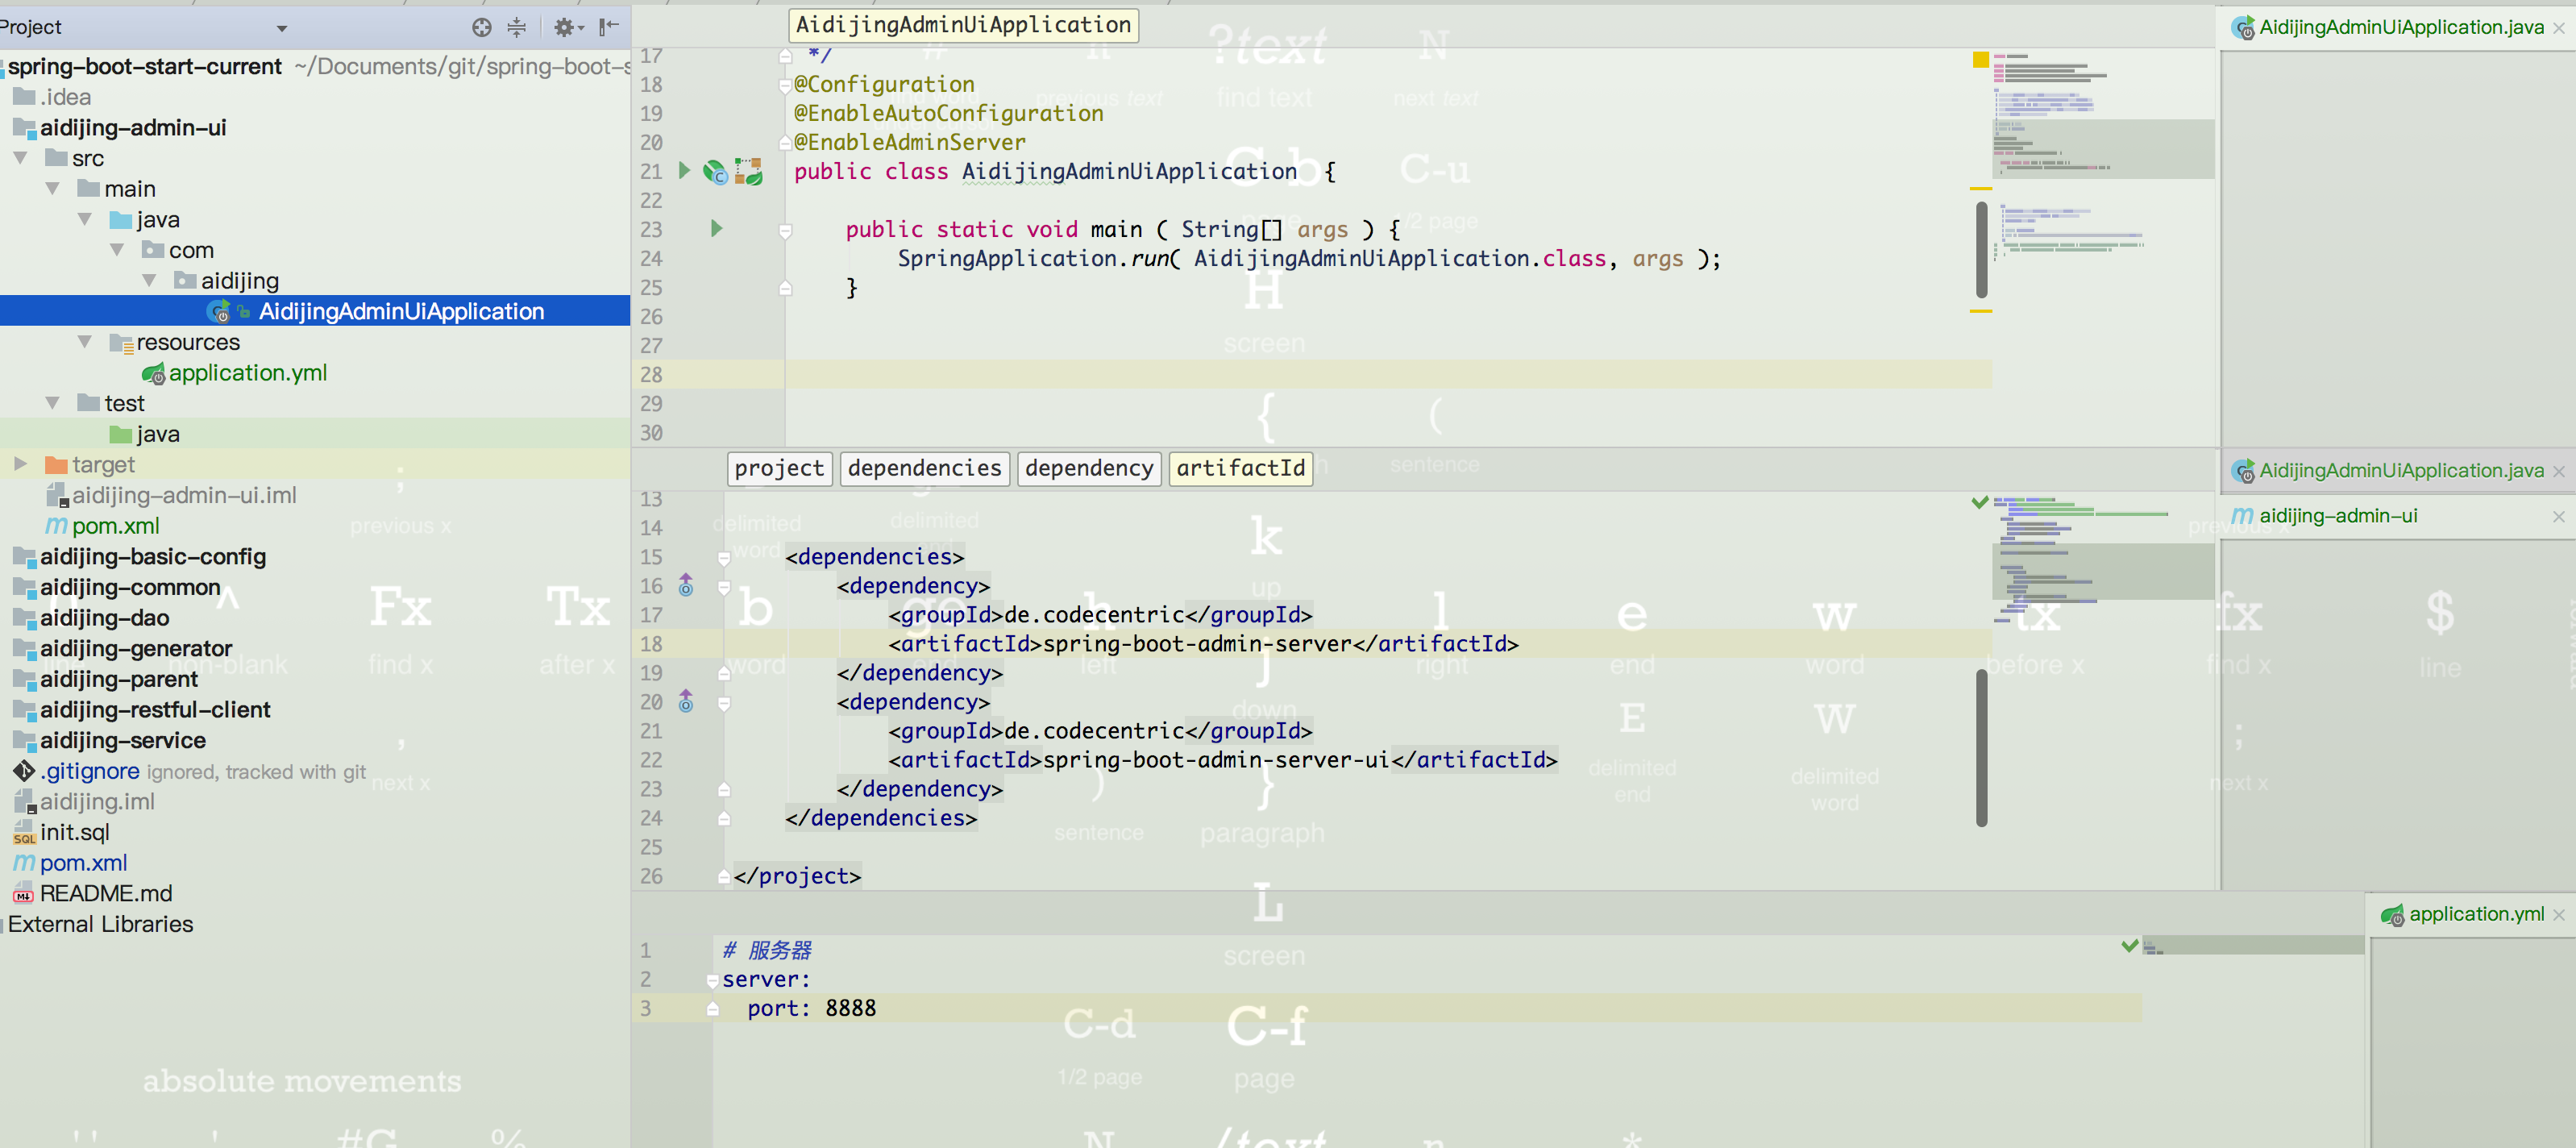 Project
spring-boot-start-current ~/Documents/git/spring-boot-s
.idea
aidijing-admin-ui
src
main
java
com
aidijing
AidijingAdminUiApplication
resources
application.yml
test
java
target
aidijing-admin-ui.iml
pom.xml
aidijing-basic-config
aidijing-common
aidijing-dao
aidijing-generator
aidijing-parent
aidijing-restful-client
aidijing-service
.gitignore ignored, tracked with git
aidijing.iml
init.sql
pom.xml
README.md
External Libraries
AidijingAdminUiApplication
17 */
18 @Configuration
19 @EnableAutoConfiguration
20 @EnableAdminServer
21 public class AidijingAdminUiApplication {
22
23 public static void main ( String[] args ) {
24 SpringApplication.run( AidijingAdminUiApplication.class, args );
25 }
26
27
28
29
30
AidijingAdminUiApplication.java
project dependencies dependency artifactId
13
14
15 <dependencies>
16 <dependency>
17 <groupId>de.codecentric</groupId>
18 <artifactId>spring-boot-admin-server</artifactId>
19 </dependency>
20 <dependency>
21 <groupId>de.codecentric</groupId>
22 <artifactId>spring-boot-admin-server-ui</artifactId>
23 </dependency>
24 </dependencies>
25
26 </project>
AidijingAdminUiApplication.java
aidijing-admin-ui
1 # 服务器
2 server:
3 port: 8888
application.yml
?text
find text
N
next text
previous text
C-b
C-u
page
1/2 page
H
screen
{
(
sentence
;
previous x
delimited
word
delimited
k
up
^
Fx
Tx
b
ge
h
l
e
w
tx
fx
$
non-blank
find x
after x
word
end
left
right
end
word
before x
find x
line
j
down
E
W
,
;
next x
delimited
end
delimited
word
next x
)
}
sentence
paragraph
L
screen
C-d
C-f
1/2 page
page
absolute movements
#G
%
N
/text
n
*